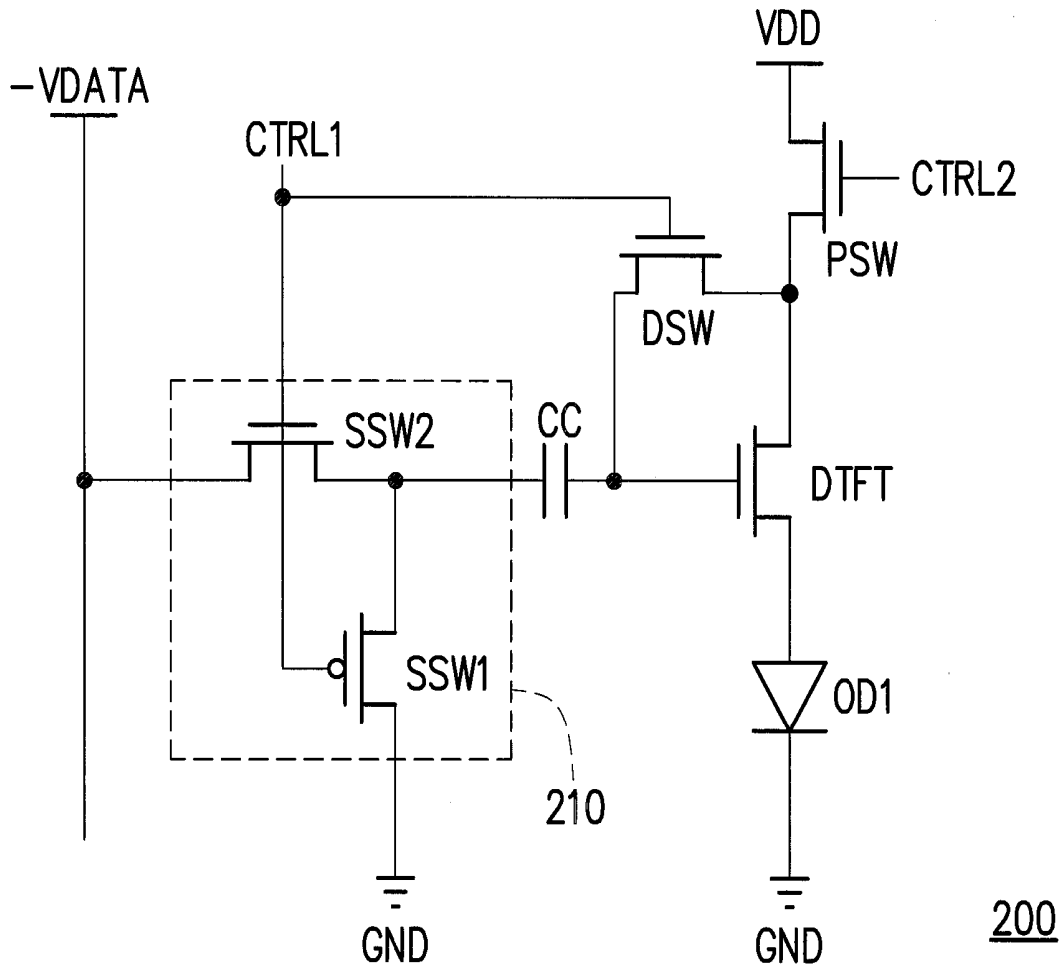 VDD
-VDATA
CTRL1
CTRL2
PSW
DSW
SSW2
CC
DTFT
SSW1
OD1
210
GND
GND
200